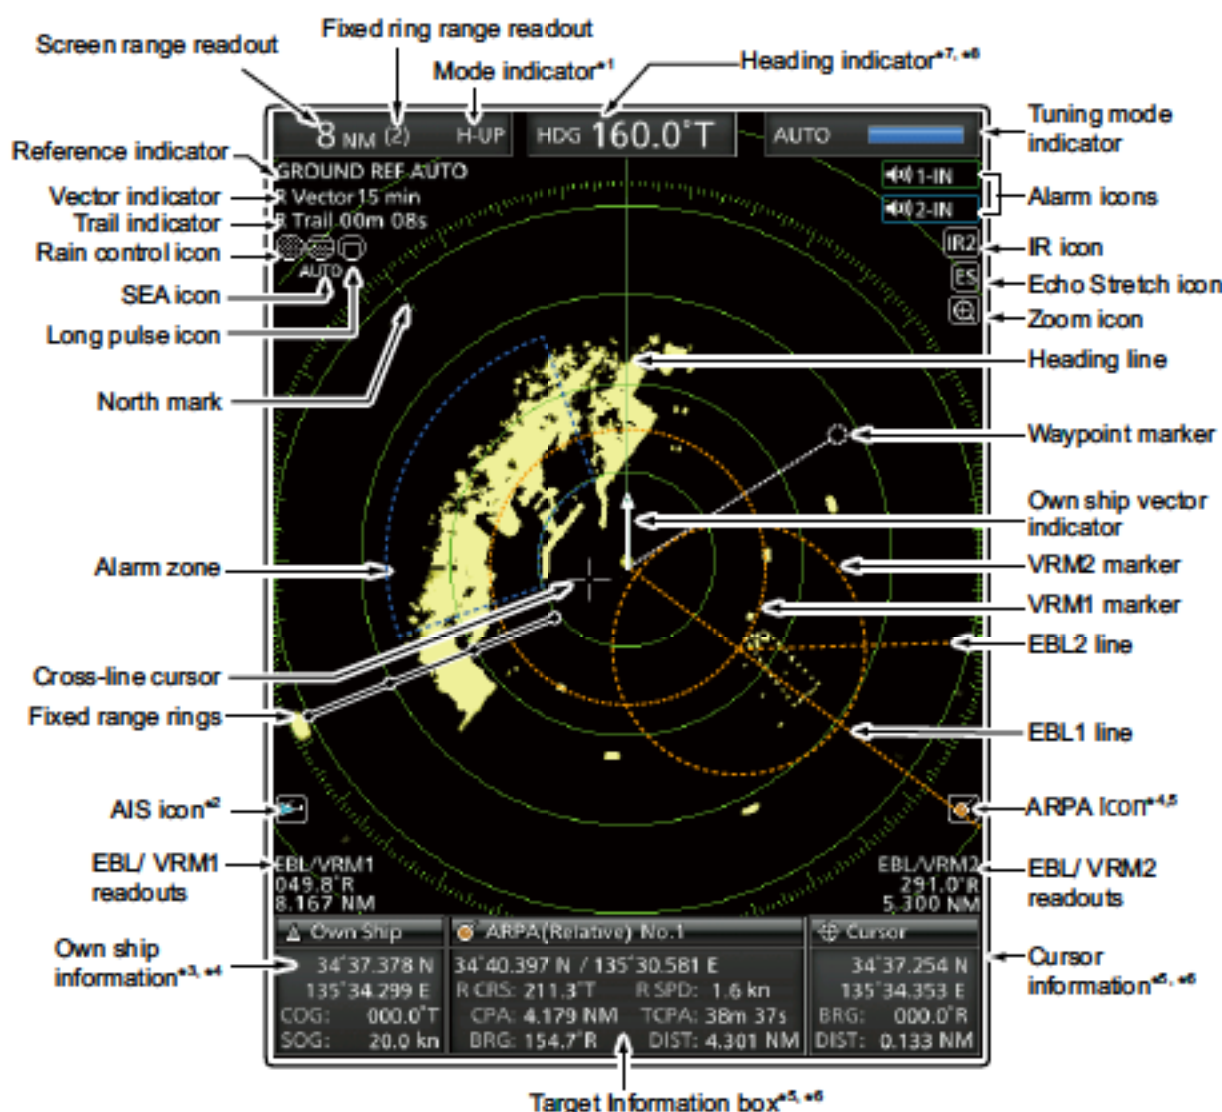 Fixed ring range readout
Screen range readout
Mode indicator*1
Heading indicator*7, *8
Tuning mode
indicator
8 NM (2) H-UP
HDG 160.0°T
AUTO
Reference indicator
GROUND REF AUTO
1-IN
Alarm icons
Vector indicator
R Vector 15 min
2-IN
Trail indicator
R Trail 00m 08s
Rain control icon
IR2
IR icon
AUTO
SEA icon
ES
Echo Stretch icon
Long pulse icon
Zoom icon
Heading line
North mark
Waypoint marker
Own ship vector
indicator
Alarm zone
VRM2 marker
VRM1 marker
EBL2 line
Cross-line cursor
Fixed range rings
EBL1 line
AIS icon*2
ARPA Icon*4,5
EBL/ VRM1
readouts
EBL/VRM1
049.8°R
8.167 NM
EBL/VRM2
291.0°R
5.300 NM
EBL/ VRM2
readouts
Own ship
information*3, *4
Own Ship
34°37.378 N
135°34.299 E
COG: 000.0°T
SOG: 20.0 kn
ARPA(Relative) No.1
34°40.397 N / 135°30.581 E
R CRS: 211.3°T R SPD: 1.6 kn
CPA: 4.179 NM TCPA: 38m 37s
BRG: 154.7°R DIST: 4.301 NM
Cursor
34°37.254 N
135°34.353 E
BRG: 000.0°R
DIST: 0.133 NM
Cursor
information*5, *6
Target Information box*5, *6